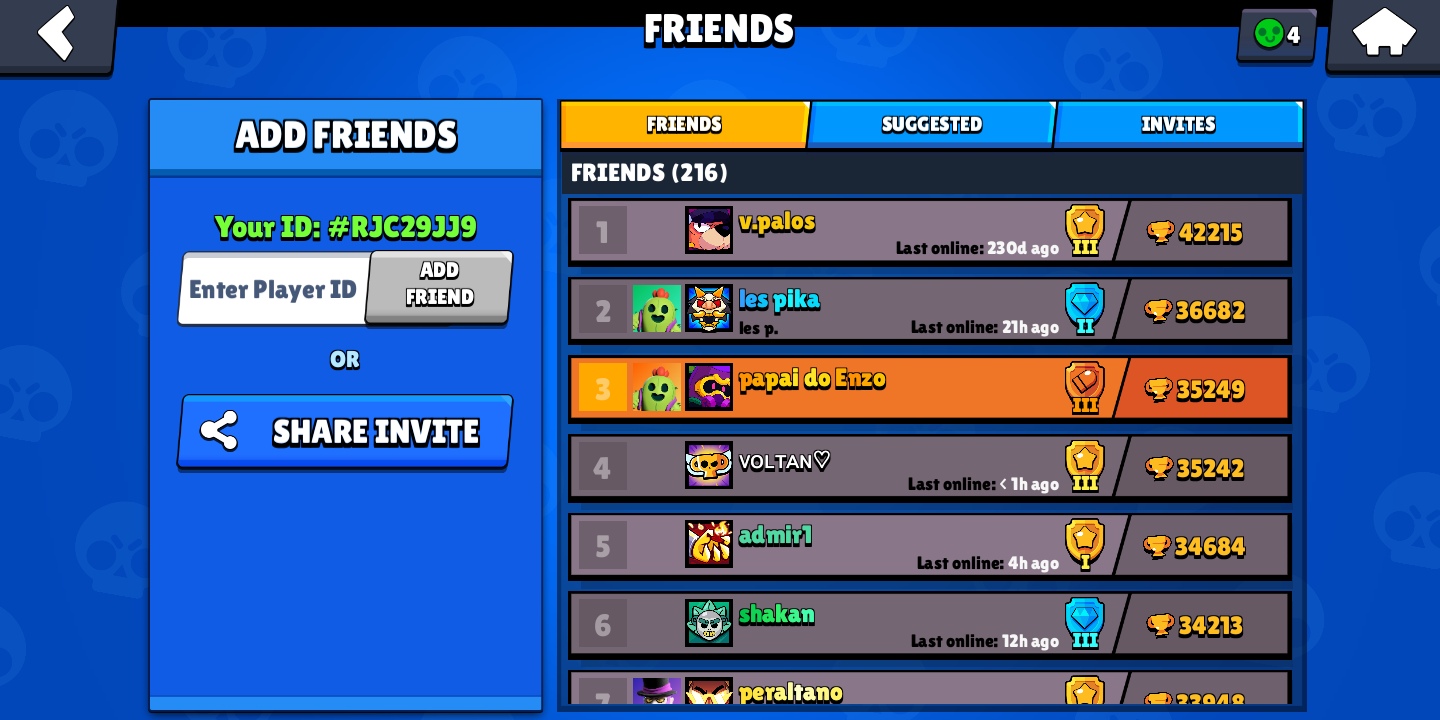 FRIENDS
4
ADD FRIENDS
Your ID: #RJC29JJ9
Enter Player ID
ADD
FRIEND
OR
SHARE INVITE
FRIENDS
SUGGESTED
INVITES
FRIENDS (216)
1
v.palos
Last online: 230d ago
III
42215
2
les pika
les p.
Last online: 21h ago
II
36682
3
papai do Enzo
III
35249
4
VOLTAN♡
Last online: < 1h ago
III
35242
5
admir1
Last online: 4h ago
I
34684
6
shakan
Last online: 12h ago
III
34213
7
peraltano
33948